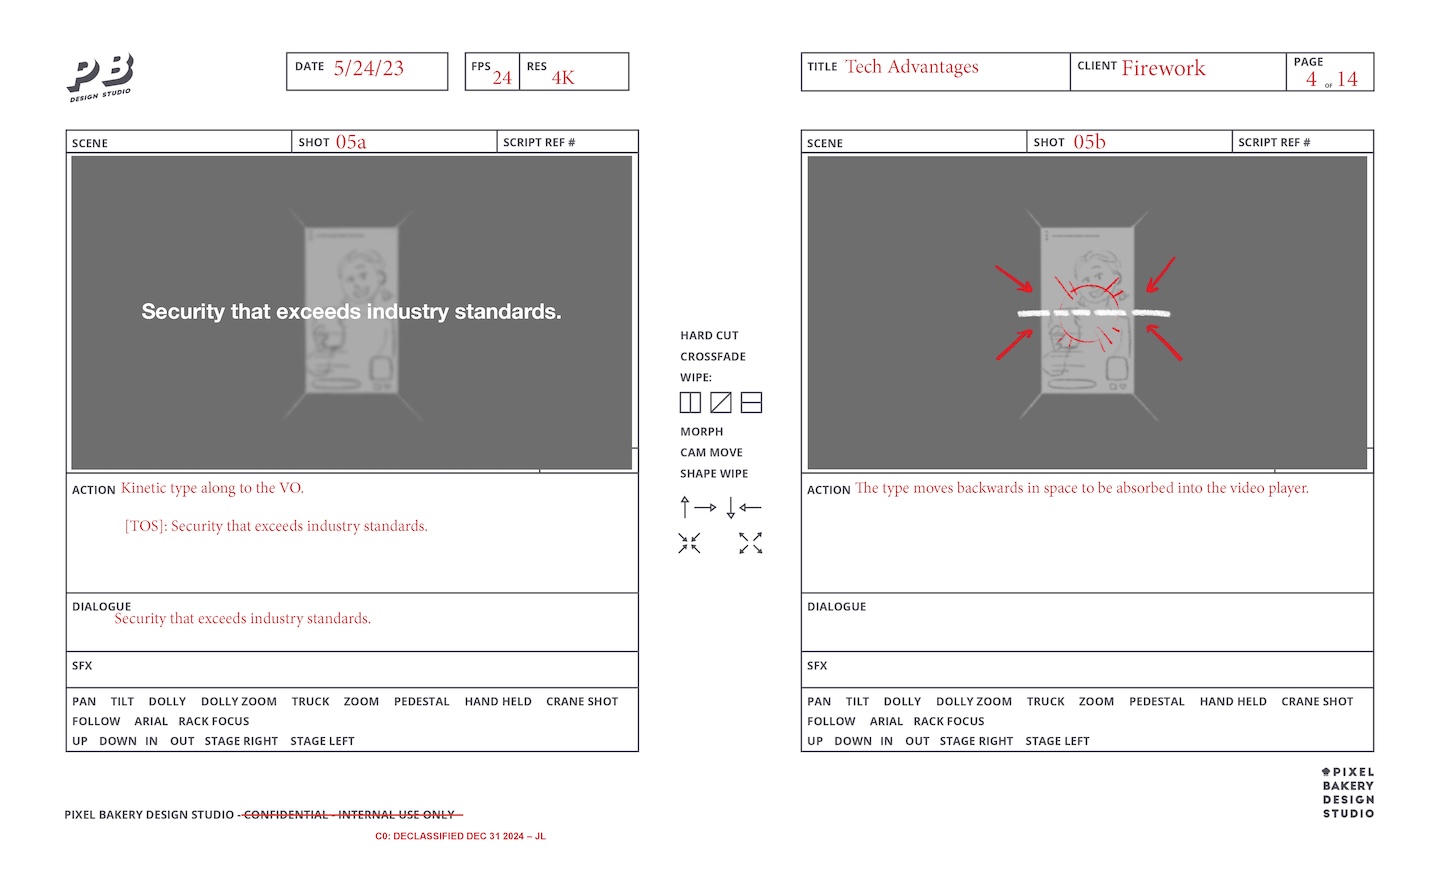 PB
DESIGN STUDIO
DATE 5/24/23
FPS 24
RES 4K
TITLE Tech Advantages
CLIENT Firework
PAGE 4 OF 14
SCENE
SHOT 05a
SCRIPT REF #
Security that exceeds industry standards.
ACTION Kinetic type along to the VO.
[TOS]: Security that exceeds industry standards.
DIALOGUE
Security that exceeds industry standards.
SFX
PAN TILT DOLLY DOLLY ZOOM TRUCK ZOOM PEDESTAL HAND HELD CRANE SHOT
FOLLOW ARIAL RACK FOCUS
UP DOWN IN OUT STAGE RIGHT STAGE LEFT
HARD CUT
CROSSFADE
WIPE:
MORPH
CAM MOVE
SHAPE WIPE
SCENE
SHOT 05b
SCRIPT REF #
ACTION The type moves backwards in space to be absorbed into the video player.
DIALOGUE
SFX
PAN TILT DOLLY DOLLY ZOOM TRUCK ZOOM PEDESTAL HAND HELD CRANE SHOT
FOLLOW ARIAL RACK FOCUS
UP DOWN IN OUT STAGE RIGHT STAGE LEFT
PIXEL BAKERY DESIGN STUDIO - CONFIDENTIAL - INTERNAL USE ONLY
C0: DECLASSIFIED DEC 31 2024 – JL
PIXEL
BAKERY
DESIGN
STUDIO